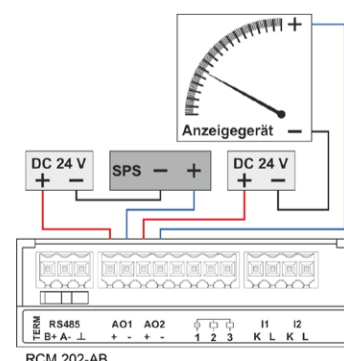 +
Anzeigegerät −
DC 24 V
+ −
SPS − +
DC 24 V
+ −
TERM
RS485 AO1 AO2 I1 I2
B+ A- ⊥ + - + - 1 2 3 K L K L
RCM 202-AB